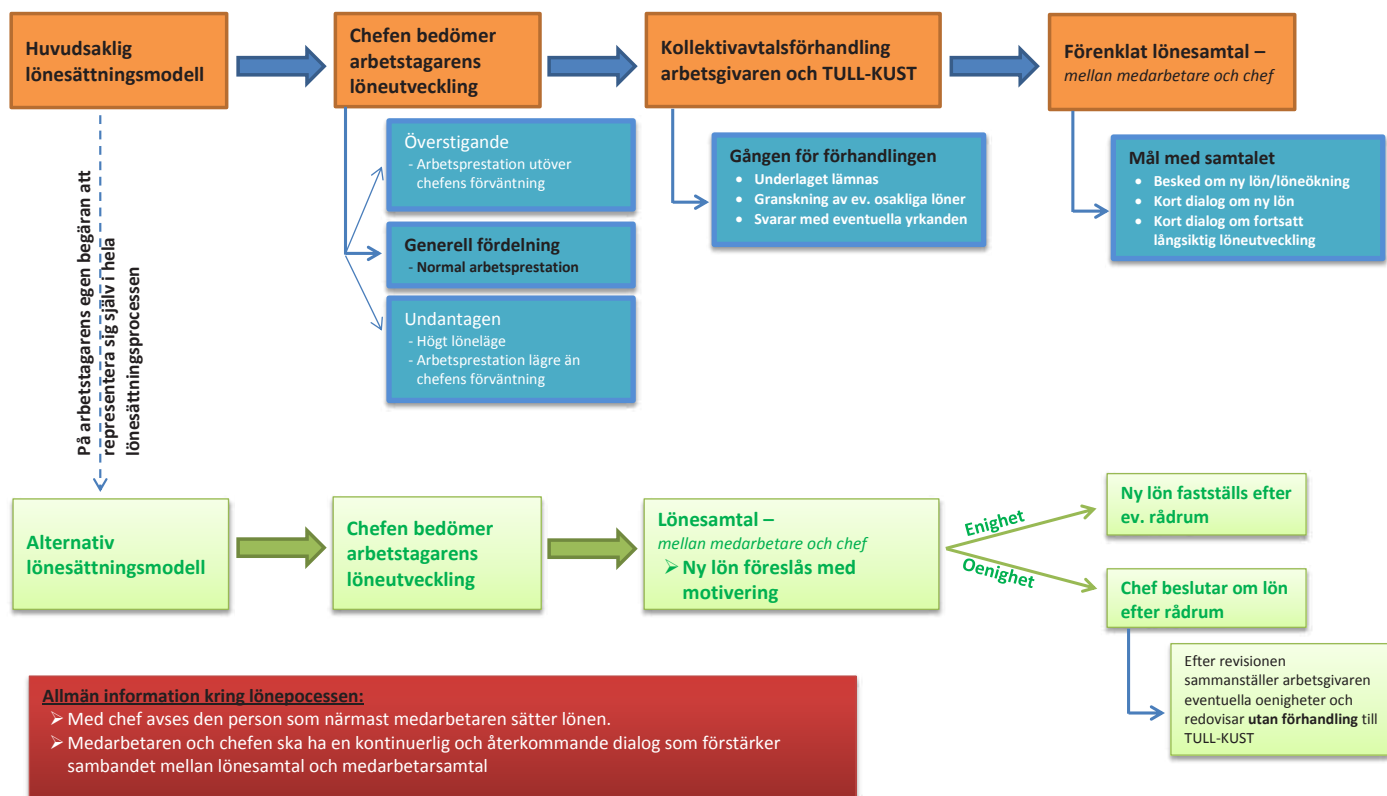 Huvudsaklig
lönesättningsmodell
Chefen bedömer
arbetstagarens
löneutveckling
Kollektivavtalsförhandling
arbetsgivaren och TULL-KUST
Förenklat lönesamtal –
mellan medarbetare och chef
Överstigande
- Arbetsprestation utöver
chefens förväntning
Generell fördelning
- Normal arbetsprestation
Undantagen
- Högt löneläge
- Arbetsprestation lägre än
chefens förväntning
Gången för förhandlingen
• Underlaget lämnas
• Granskning av ev. osakliga löner
• Svarar med eventuella yrkanden
Mål med samtalet
• Besked om ny lön/löneökning
• Kort dialog om ny lön
• Kort dialog om fortsatt
långsiktig löneutveckling
På arbetstagarens egen begäran att
representera sig själv i hela
lönesättningsprocessen
Alternativ
lönesättningsmodell
Chefen bedömer
arbetstagarens
löneutveckling
Lönesamtal –
mellan medarbetare och chef
➢ Ny lön föreslås med
motivering
Enighet
Oenighet
Ny lön fastställs efter
ev. rådrum
Chef beslutar om lön
efter rådrum
Efter revisionen
sammanställer arbetsgivaren
eventuella oenigheter och
redovisar utan förhandling till
TULL-KUST
Allmän information kring lönepocessen:
➢ Med chef avses den person som närmast medarbetaren sätter lönen.
➢ Medarbetaren och chefen ska ha en kontinuerlig och återkommande dialog som förstärker
sambandet mellan lönesamtal och medarbetarsamtal